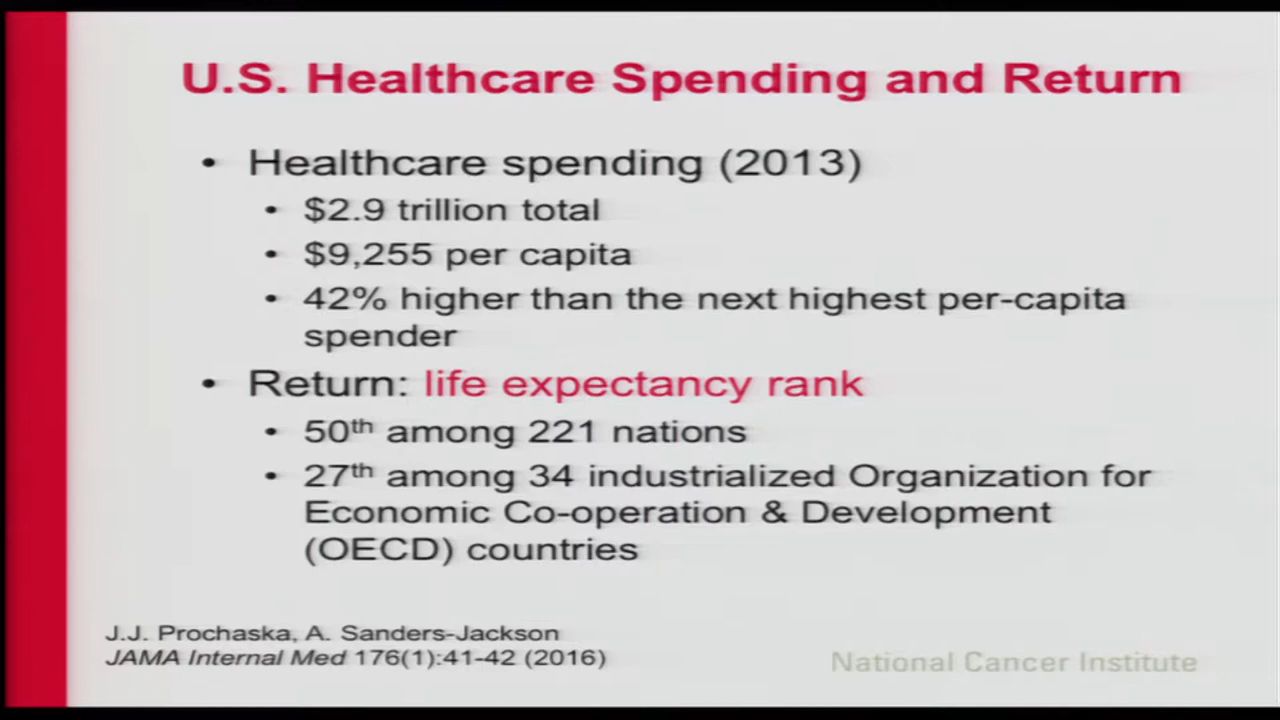 U.S. Healthcare Spending and Return
• Healthcare spending (2013)
• $2.9 trillion total
• $9,255 per capita
• 42% higher than the next highest per-capita
spender
• Return: life expectancy rank
• 50th among 221 nations
• 27th among 34 industrialized Organization for
Economic Co-operation & Development
(OECD) countries
J.J. Prochaska, A. Sanders-Jackson
JAMA Internal Med 176(1):41-42 (2016)
National Cancer Institute